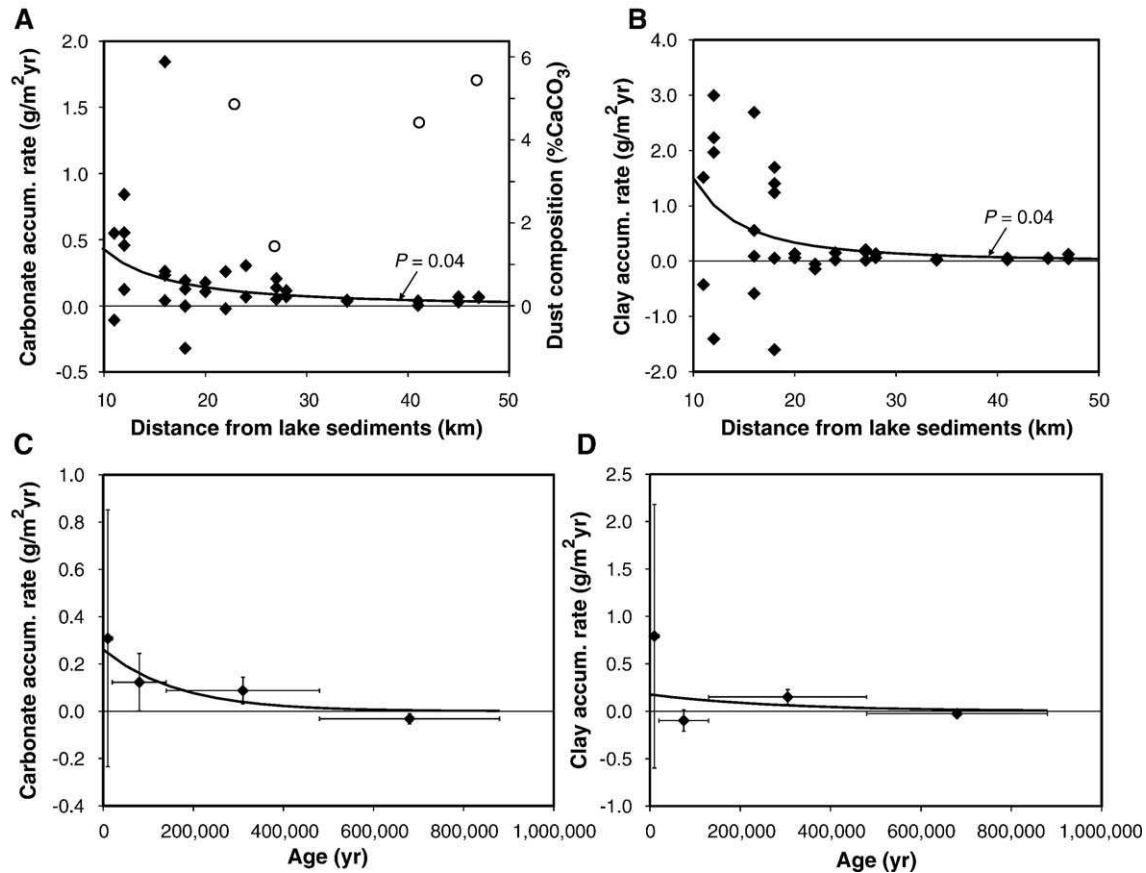 A
Carbonate accum. rate (g/m²yr)
2.0
1.5
1.0
0.5
0.0
-0.5
6
4
2
0
Dust composition (%CaCO₃)
P = 0.04
10 20 30 40 50
Distance from lake sediments (km)
B
Clay accum. rate (g/m²yr)
4.0
3.0
2.0
1.0
0.0
-1.0
-2.0
P = 0.04
10 20 30 40 50
Distance from lake sediments (km)
C
Carbonate accum. rate (g/m²yr)
1.0
0.8
0.6
0.4
0.2
0.0
-0.2
-0.4
0 200,000 400,000 600,000 800,000 1,000,000
Age (yr)
D
Clay accum. rate (g/m²yr)
2.5
2.0
1.5
1.0
0.5
0.0
-0.5
-1.0
0 200,000 400,000 600,000 800,000 1,000,000
Age (yr)